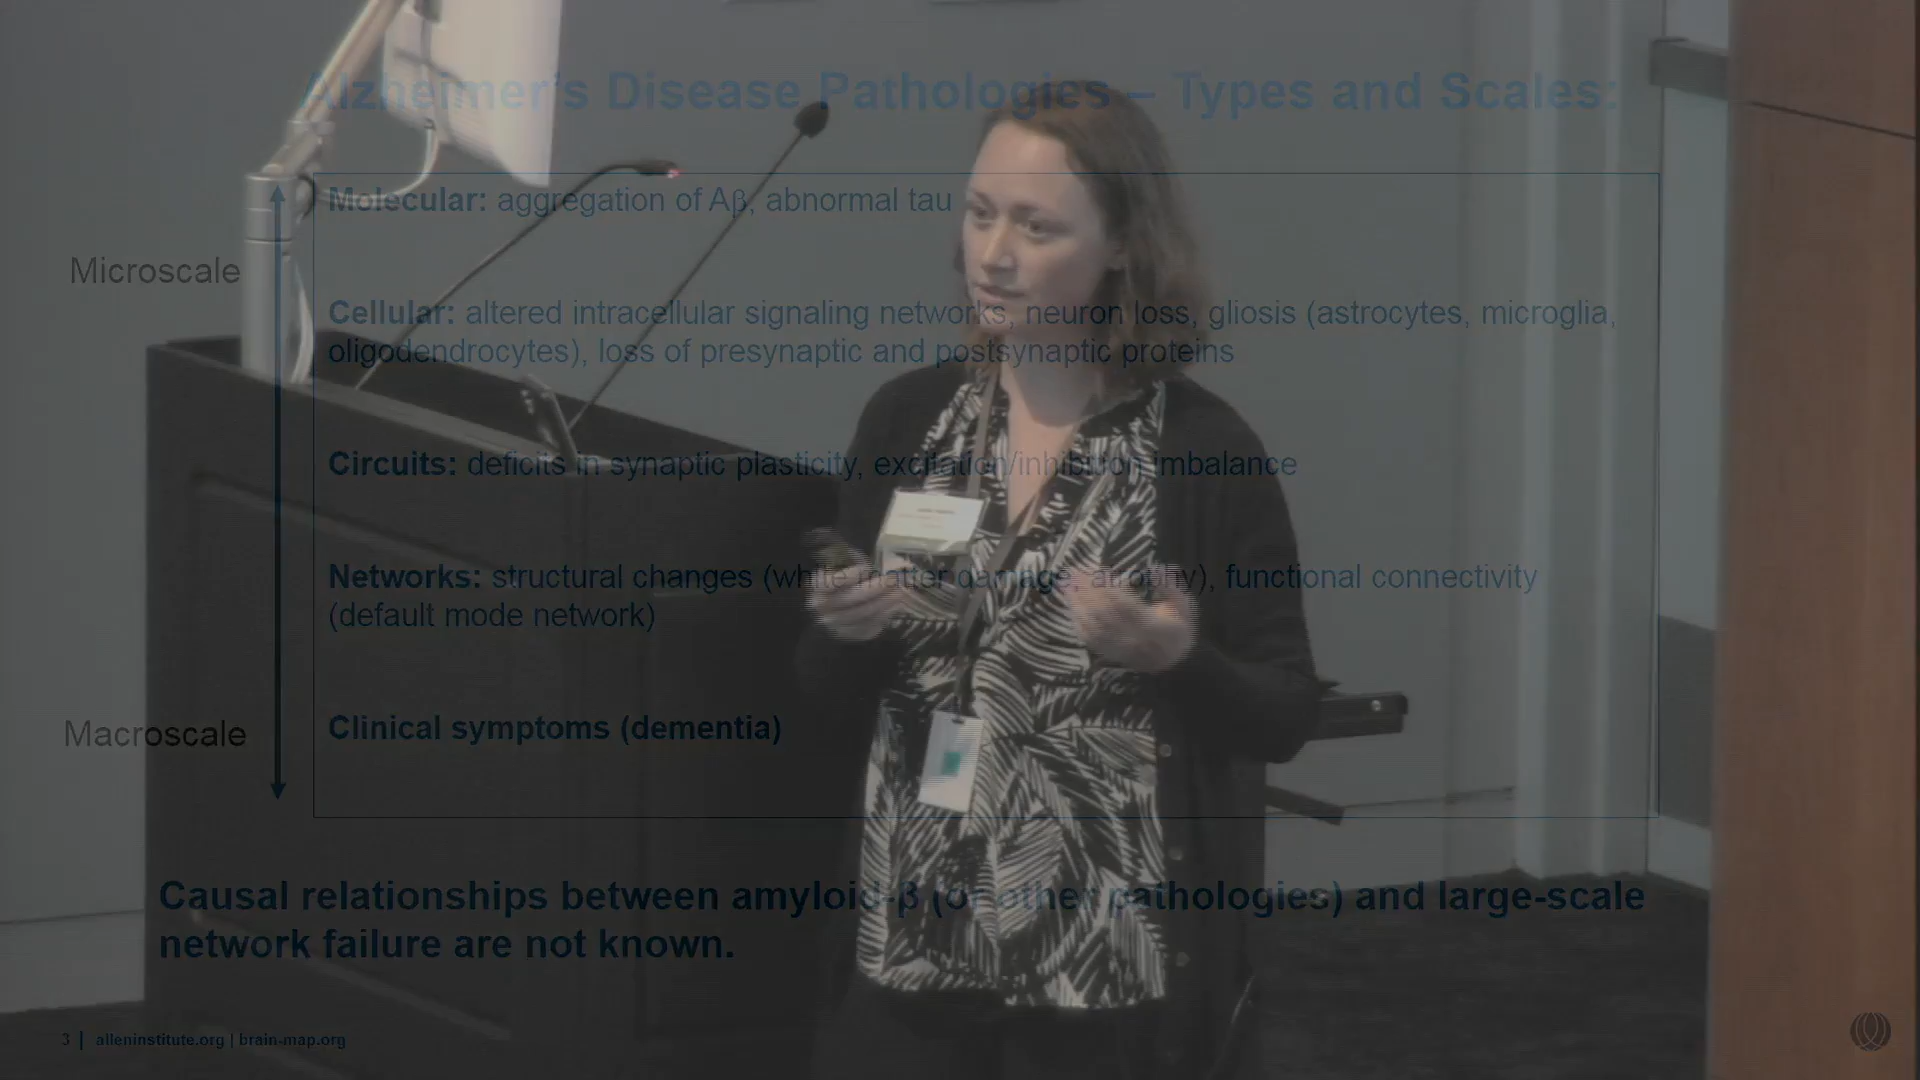 Alzheimer's Disease Pathologies – Types and Scales:
Molecular: aggregation of Aβ, abnormal tau
Microscale
Cellular: altered intracellular signaling networks, neuron loss, gliosis (astrocytes, microglia,
oligodendrocytes), loss of presynaptic and postsynaptic proteins
Circuits: deficits in synaptic plasticity, excitation/inhibition imbalance
Networks: structural changes (white matter damage, atrophy), functional connectivity
(default mode network)
Macroscale
Clinical symptoms (dementia)
Causal relationships between amyloid-β (or other pathologies) and large-scale
network failure are not known.
3 | alleninstitute.org | brain-map.org